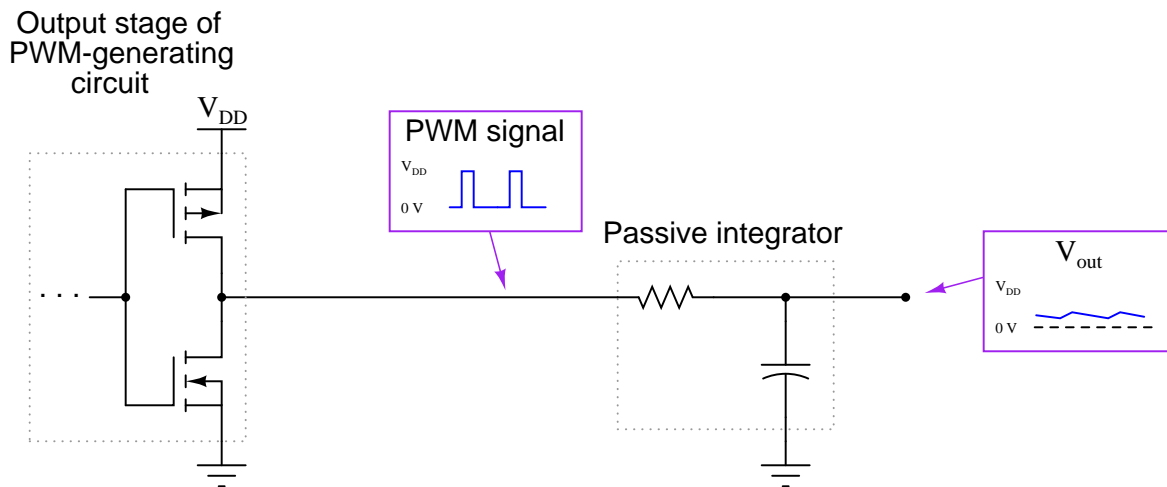 Output stage of
PWM-generating
circuit
VDD
PWM signal
VDD
0 V
Passive integrator
Vout
VDD
0 V
. . .